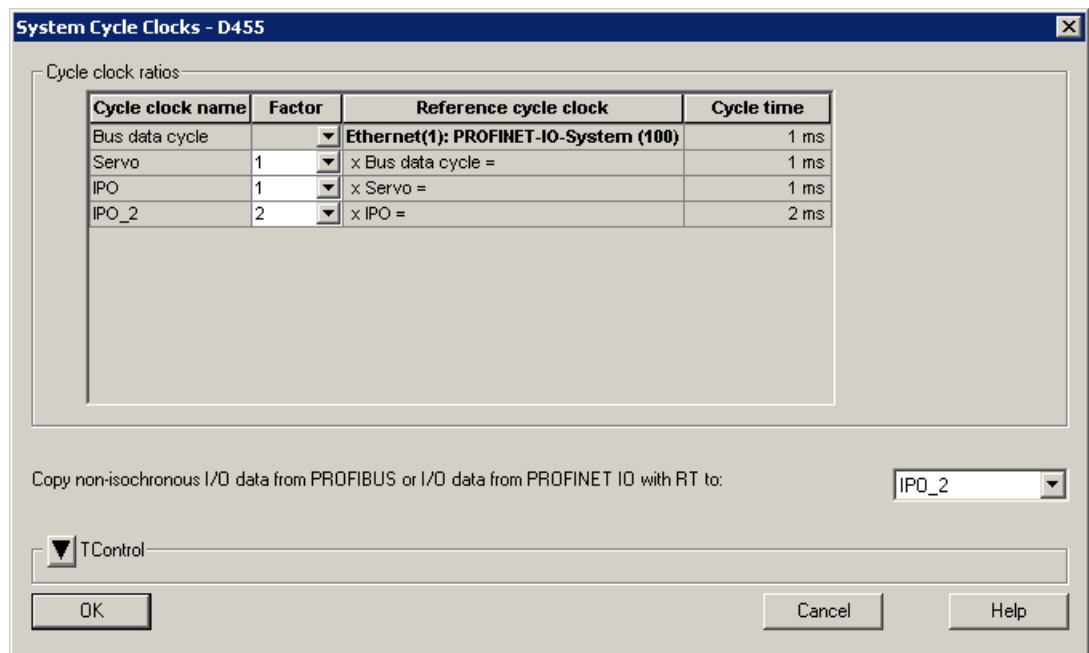 System Cycle Clocks - D455
Cycle clock ratios
Cycle clock name Factor Reference cycle clock Cycle time
Bus data cycle Ethernet(1): PROFINET-IO-System (100) 1 ms
Servo 1 x Bus data cycle = 1 ms
IPO 1 x Servo = 1 ms
IPO_2 2 x IPO = 2 ms
Copy non-isochronous I/O data from PROFIBUS or I/O data from PROFINET IO with RT to: IPO_2
TControl
OK Cancel Help